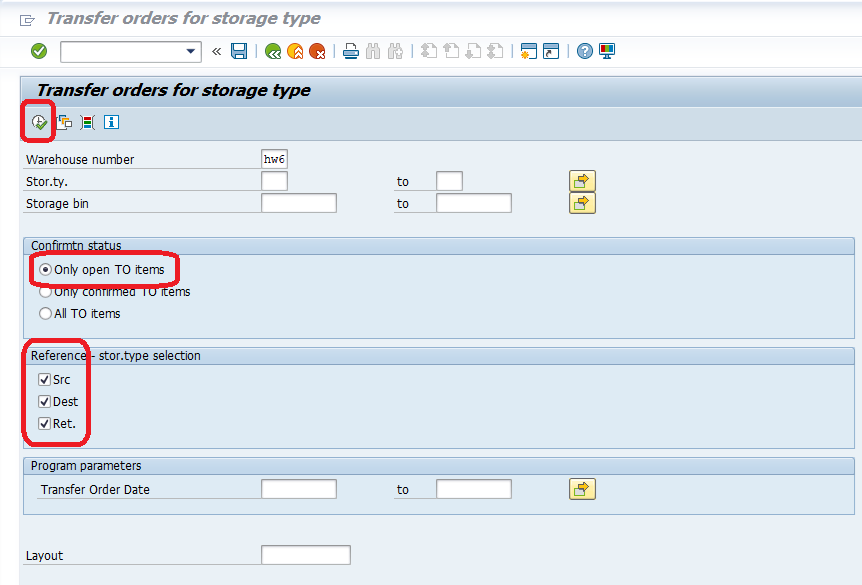 Transfer orders for storage type
Transfer orders for storage type
Warehouse number hw6
Stor.ty. to
Storage bin to
Confirmtn status
Only open TO items
Only confirmed TO items
All TO items
Reference - stor.type selection
Src
Dest
Ret.
Program parameters
Transfer Order Date to
Layout